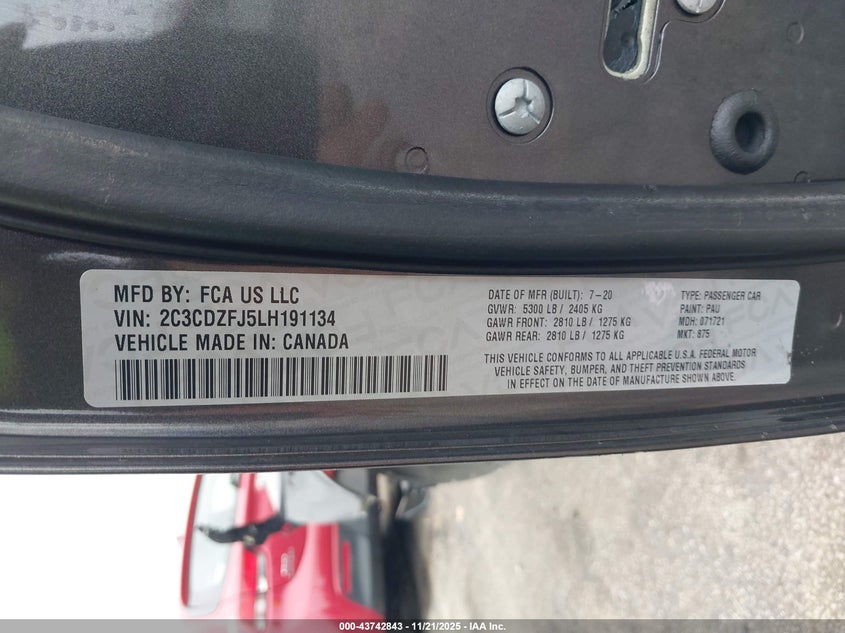 MFD BY: FCA US LLC
VIN: 2C3CDZFJ5LH191134
VEHICLE MADE IN: CANADA
DATE OF MFR (BUILT): 7-20
GVWR: 5300 LB / 2405 KG
GAWR FRONT: 2810 LB / 1275 KG
GAWR REAR: 2810 LB / 1275 KG
TYPE: PASSENGER CAR
PAINT: PAU
MDH: 071721
MKT: 875
THIS VEHICLE CONFORMS TO ALL APPLICABLE U.S.A. FEDERAL MOTOR
VEHICLE SAFETY, BUMPER, AND THEFT PREVENTION STANDARDS
IN EFFECT ON THE DATE OF MANUFACTURE SHOWN ABOVE.
000-43742843 - 11/21/2025 - IAA Inc.